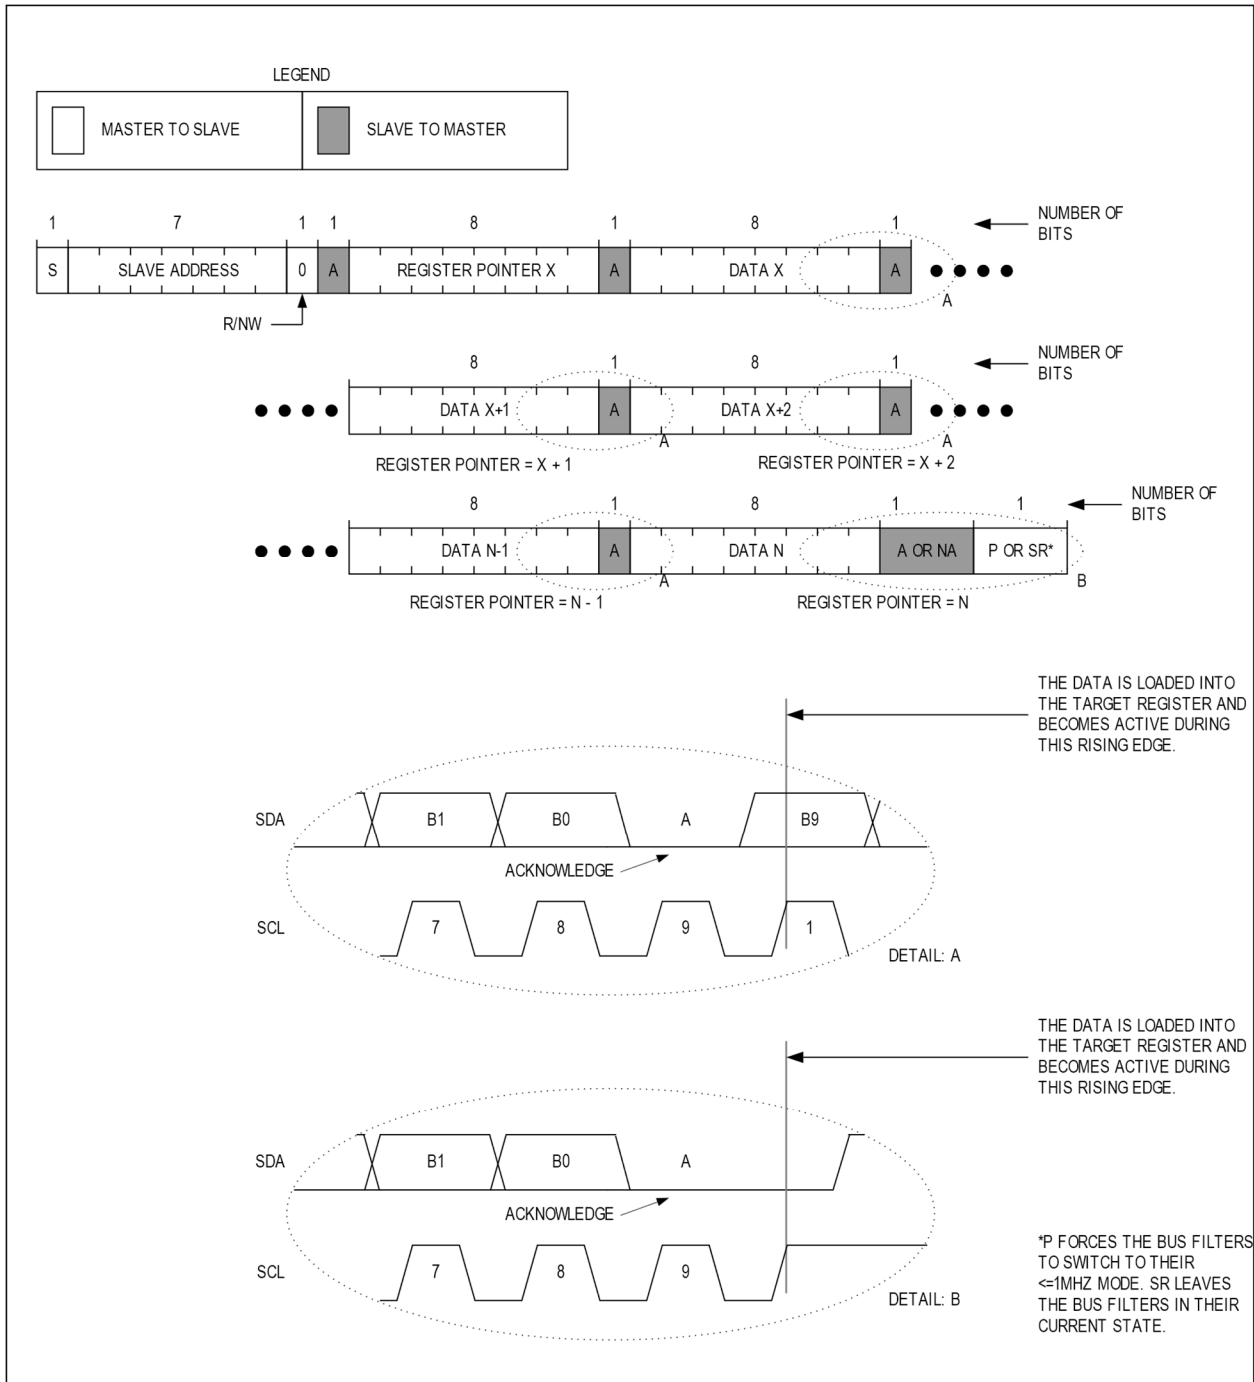 LEGEND
MASTER TO SLAVE
SLAVE TO MASTER
1 7 1 1 8 1 8 1
NUMBER OF
BITS
S SLAVE ADDRESS 0 A REGISTER POINTER X A DATA X A
A
R/NW
8 1 8 1
NUMBER OF
BITS
DATA X+1 A DATA X+2 A
A A
REGISTER POINTER = X + 1 REGISTER POINTER = X + 2
8 1 8 1 1
NUMBER OF
BITS
DATA N-1 A DATA N A OR NA P OR SR*
A B
REGISTER POINTER = N - 1 REGISTER POINTER = N
THE DATA IS LOADED INTO
THE TARGET REGISTER AND
BECOMES ACTIVE DURING
THIS RISING EDGE.
SDA B1 B0 A B9
ACKNOWLEDGE
SCL 7 8 9 1
DETAIL: A
THE DATA IS LOADED INTO
THE TARGET REGISTER AND
BECOMES ACTIVE DURING
THIS RISING EDGE.
SDA B1 B0 A
ACKNOWLEDGE
SCL 7 8 9
DETAIL: B
*P FORCES THE BUS FILTERS
TO SWITCH TO THEIR
<=1MHZ MODE. SR LEAVES
THE BUS FILTERS IN THEIR
CURRENT STATE.